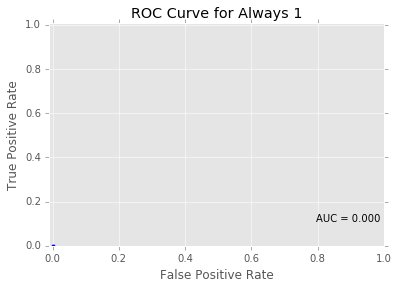 ROC Curve for Always 1
1.0
0.8
0.6
0.4
0.2
0.0
True Positive Rate
AUC = 0.000
0.0 0.2 0.4 0.6 0.8 1.0
False Positive Rate